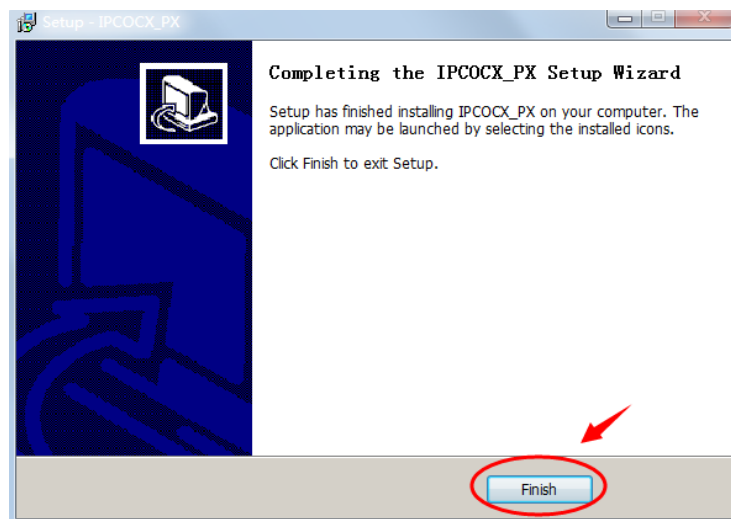 Setup - IPCOCX_PX
Completing the IPCOCX_PX Setup Wizard
Setup has finished installing IPCOCX_PX on your computer. The
application may be launched by selecting the installed icons.
Click Finish to exit Setup.
Finish